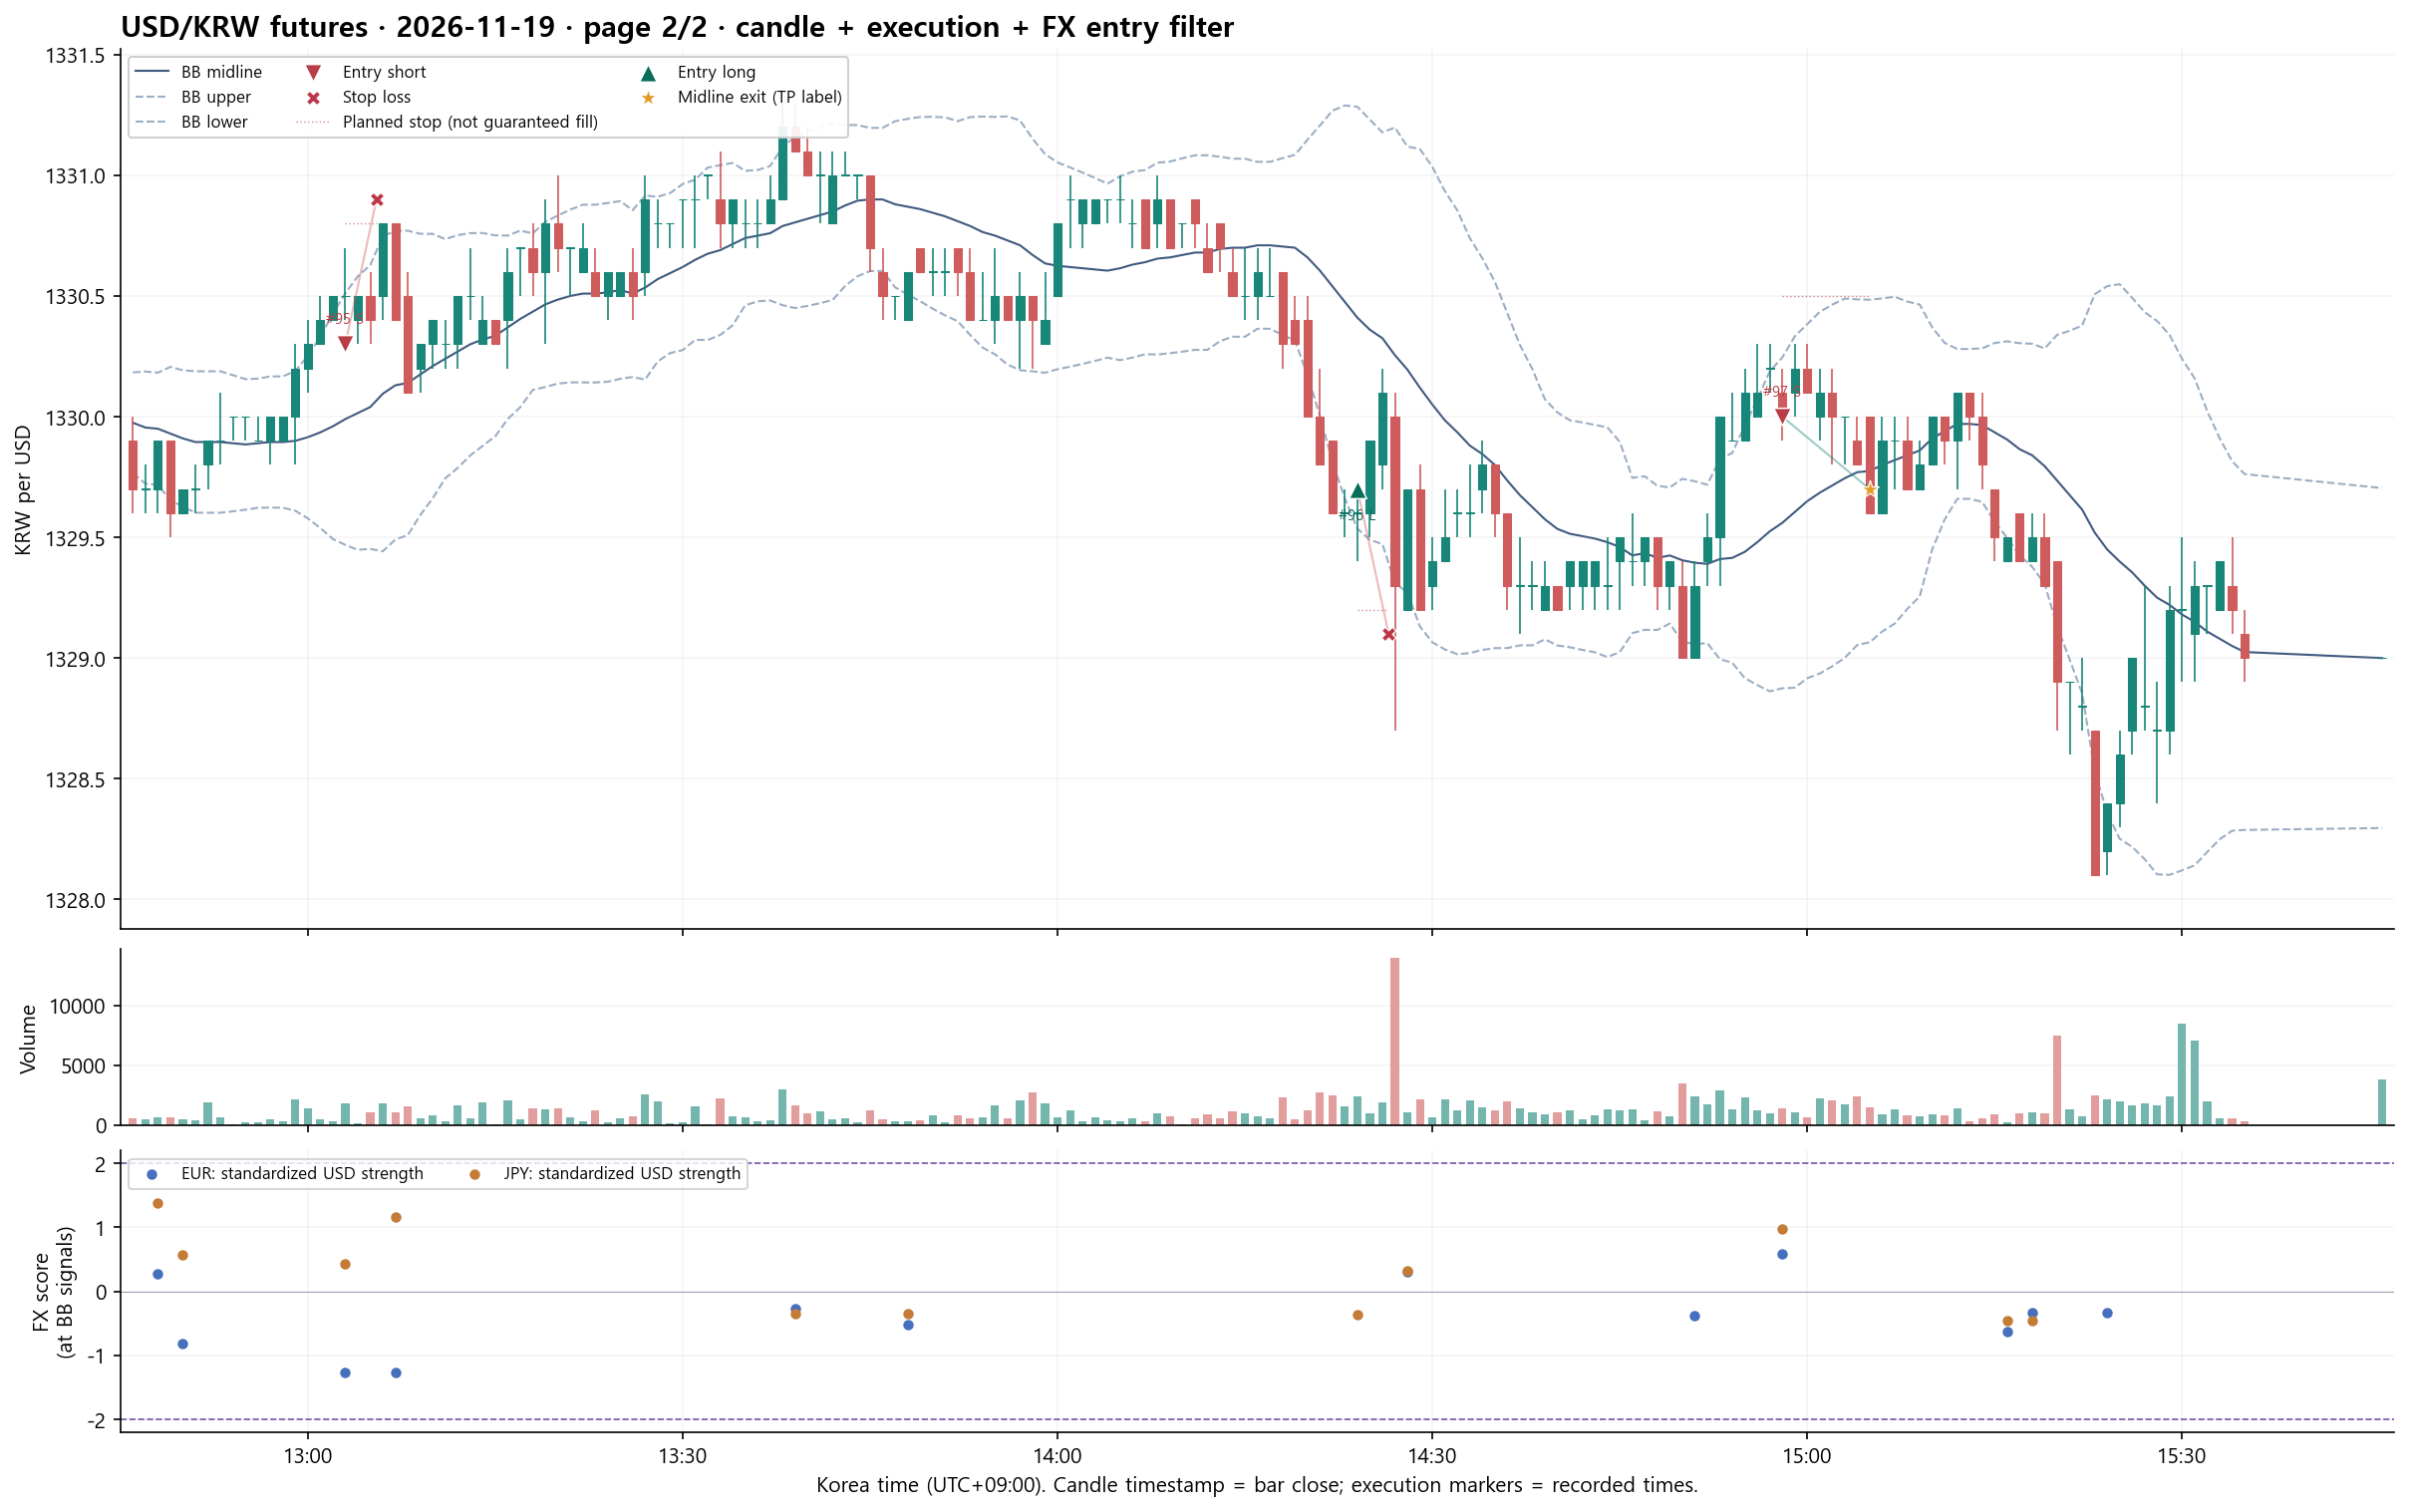 USD/KRW futures · 2026-11-19 · page 2/2 · candle + execution + FX entry filter
BB midline
BB upper
BB lower
Entry short
Stop loss
Planned stop (not guaranteed fill)
Entry long
Midline exit (TP label)
KRW per USD
1331.5
1331.0
1330.5
1330.0
1329.5
1329.0
1328.5
1328.0
#95 S
#96 L
#97 S
Volume
10000
5000
0
EUR: standardized USD strength
JPY: standardized USD strength
FX score
(at BB signals)
2
1
0
-1
-2
13:00
13:30
14:00
14:30
15:00
15:30
Korea time (UTC+09:00). Candle timestamp = bar close; execution markers = recorded times.